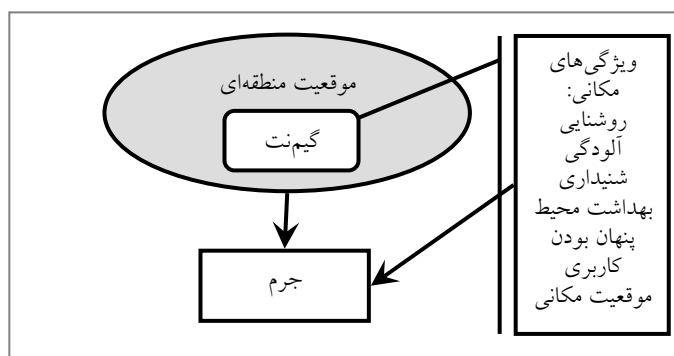 موقعیت منطقه‌ای
گیم‌نت
جرم
ویژگی‌های
مکانی:
روشنایی
آلودگی
شنیداری
بهداشت محیط
پنهان بودن
کاربری
موقعیت مکانی